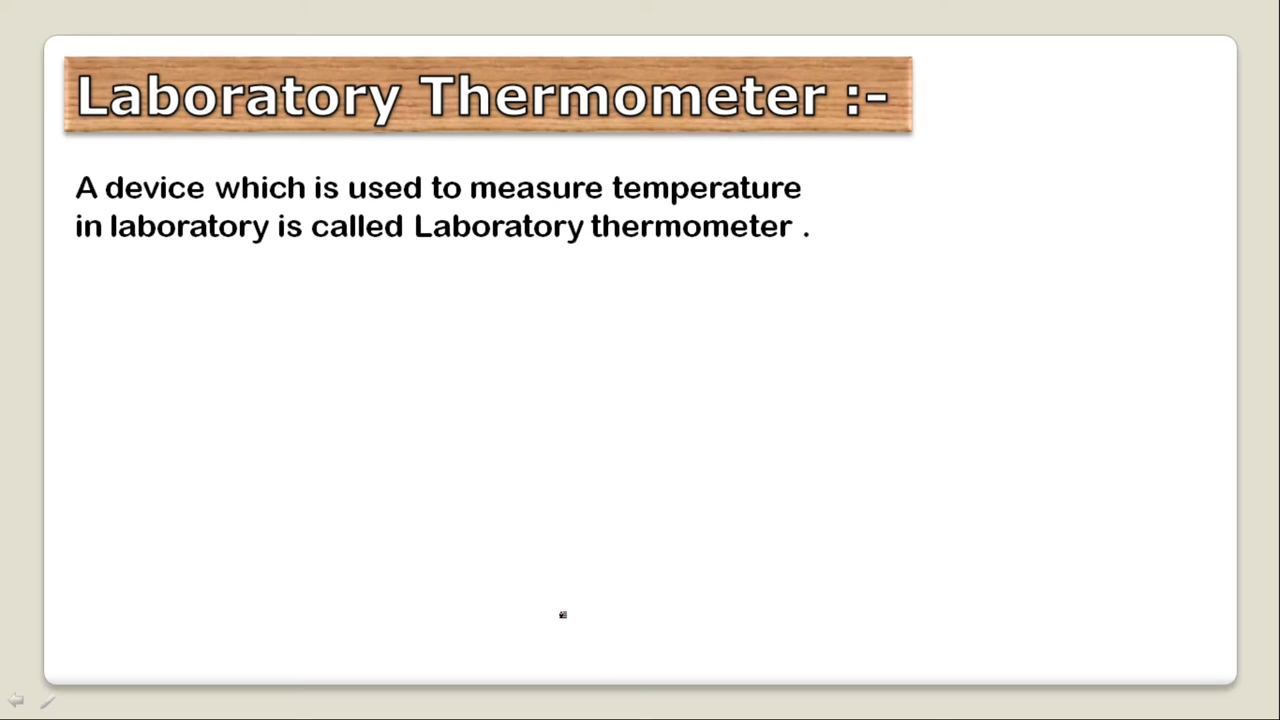 Laboratory Thermometer :-
A device which is used to measure temperature
in laboratory is called Laboratory thermometer .